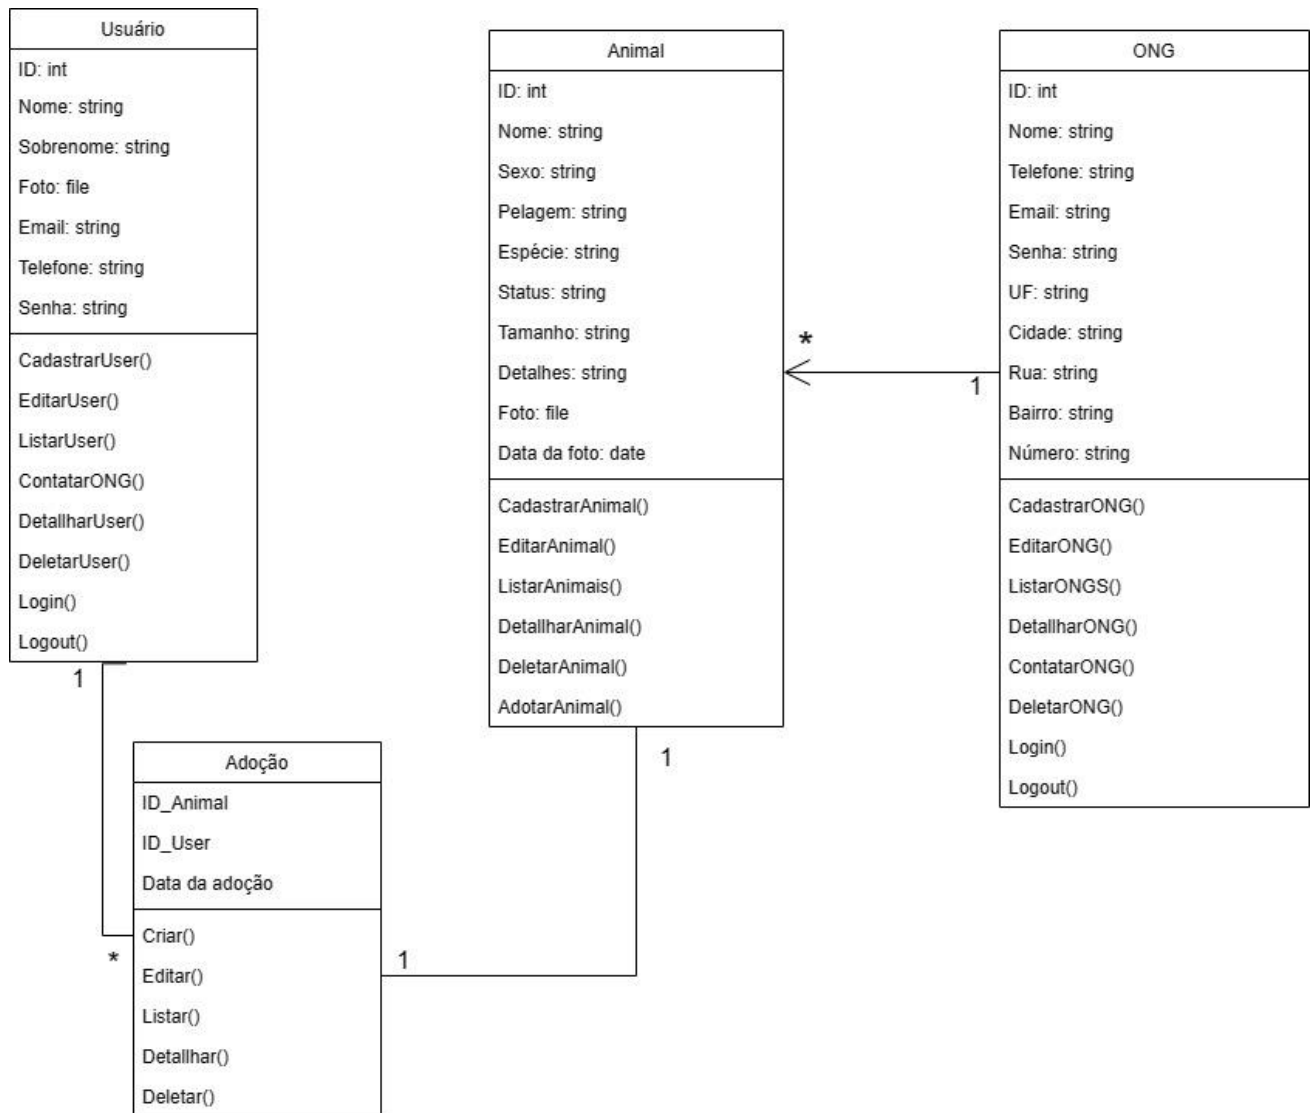 Usuário
ID: int
Nome: string
Sobrenome: string
Foto: file
Email: string
Telefone: string
Senha: string
CadastrarUser()
EditarUser()
ListarUser()
ContatarONG()
DetallharUser()
DeletarUser()
Login()
Logout()
1
*
Adoção
ID_Animal
ID_User
Data da adoção
Criar()
Editar()
Listar()
Detallhar()
Deletar()
1
1
Animal
ID: int
Nome: string
Sexo: string
Pelagem: string
Espécie: string
Status: string
Tamanho: string
Detalhes: string
Foto: file
Data da foto: date
CadastrarAnimal()
EditarAnimal()
ListarAnimais()
DetallharAnimal()
DeletarAnimal()
AdotarAnimal()
*
1
ONG
ID: int
Nome: string
Telefone: string
Email: string
Senha: string
UF: string
Cidade: string
Rua: string
Bairro: string
Número: string
CadastrarONG()
EditarONG()
ListarONGS()
DetallharONG()
ContatarONG()
DeletarONG()
Login()
Logout()